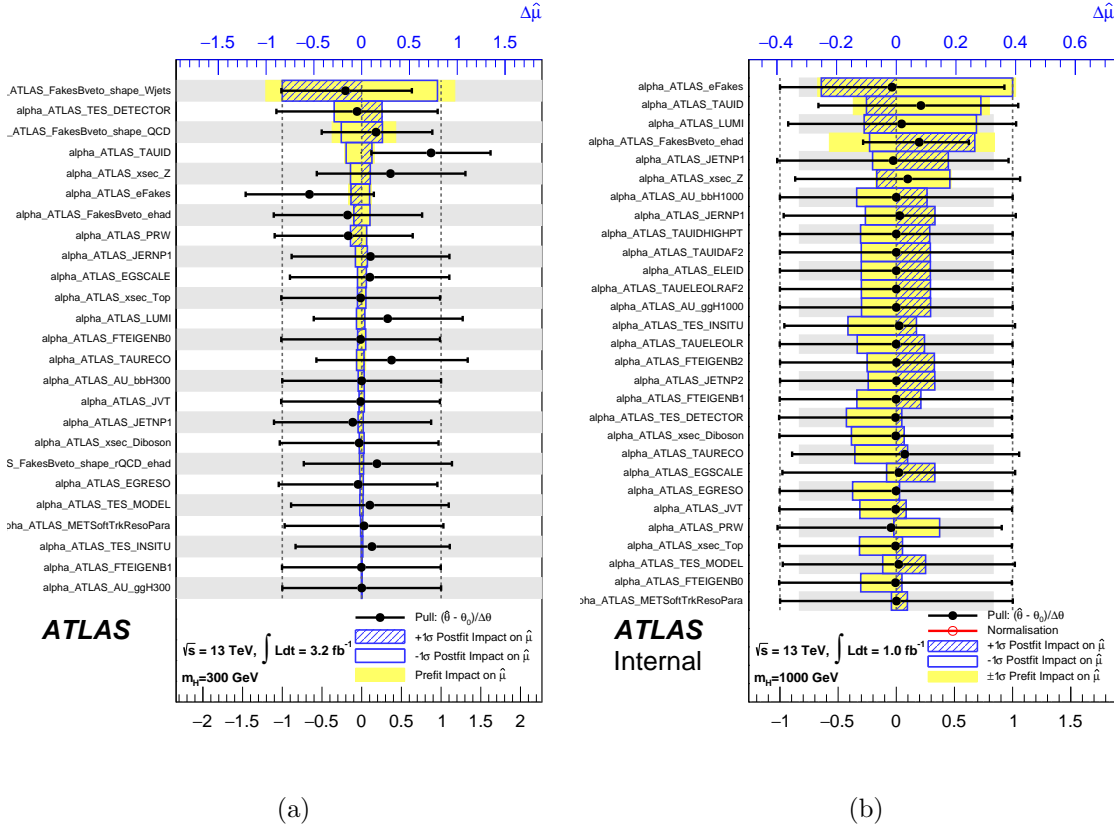 Δμ̂
−1.5 −1 −0.5 0 0.5 1 1.5
_ATLAS_FakesBveto_shape_Wjets
alpha_ATLAS_TES_DETECTOR
_ATLAS_FakesBveto_shape_QCD
alpha_ATLAS_TAUID
alpha_ATLAS_xsec_Z
alpha_ATLAS_eFakes
alpha_ATLAS_FakesBveto_ehad
alpha_ATLAS_PRW
alpha_ATLAS_JERNP1
alpha_ATLAS_EGSCALE
alpha_ATLAS_xsec_Top
alpha_ATLAS_LUMI
alpha_ATLAS_FTEIGENB0
alpha_ATLAS_TAURECO
alpha_ATLAS_AU_bbH300
alpha_ATLAS_JVT
alpha_ATLAS_JETNP1
alpha_ATLAS_xsec_Diboson
S_FakesBveto_shape_rQCD_ehad
alpha_ATLAS_EGRESO
alpha_ATLAS_TES_MODEL
pha_ATLAS_METSoftTrkResoPara
alpha_ATLAS_TES_INSITU
alpha_ATLAS_FTEIGENB1
alpha_ATLAS_AU_ggH300
ATLAS
√s = 13 TeV, ∫ Ldt = 3.2 fb⁻¹
m_H=300 GeV
Pull: (θ̂ - θ₀)/Δθ
+1σ Postfit Impact on μ̂
-1σ Postfit Impact on μ̂
Prefit Impact on μ̂
−2 −1.5 −1 −0.5 0 0.5 1 1.5 2
(a)
Δμ̂
−0.4 −0.2 0 0.2 0.4 0.6
alpha_ATLAS_eFakes
alpha_ATLAS_TAUID
alpha_ATLAS_LUMI
alpha_ATLAS_FakesBveto_ehad
alpha_ATLAS_JETNP1
alpha_ATLAS_xsec_Z
alpha_ATLAS_AU_bbH1000
alpha_ATLAS_JERNP1
alpha_ATLAS_TAUIDHIGHPT
alpha_ATLAS_TAUIDAF2
alpha_ATLAS_ELEID
alpha_ATLAS_TAUELEOLRAF2
alpha_ATLAS_AU_ggH1000
alpha_ATLAS_TES_INSITU
alpha_ATLAS_TAUELEOLR
alpha_ATLAS_FTEIGENB2
alpha_ATLAS_JETNP2
alpha_ATLAS_FTEIGENB1
alpha_ATLAS_TES_DETECTOR
alpha_ATLAS_xsec_Diboson
alpha_ATLAS_TAURECO
alpha_ATLAS_EGSCALE
alpha_ATLAS_EGRESO
alpha_ATLAS_JVT
alpha_ATLAS_PRW
alpha_ATLAS_xsec_Top
alpha_ATLAS_TES_MODEL
alpha_ATLAS_FTEIGENB0
pha_ATLAS_METSoftTrkResoPara
ATLAS
Internal
√s = 13 TeV, ∫ Ldt = 1.0 fb⁻¹
m_H=1000 GeV
Pull: (θ̂ - θ₀)/Δθ
Normalisation
+1σ Postfit Impact on μ̂
-1σ Postfit Impact on μ̂
±1σ Prefit Impact on μ̂
−1 −0.5 0 0.5 1 1.5
(b)